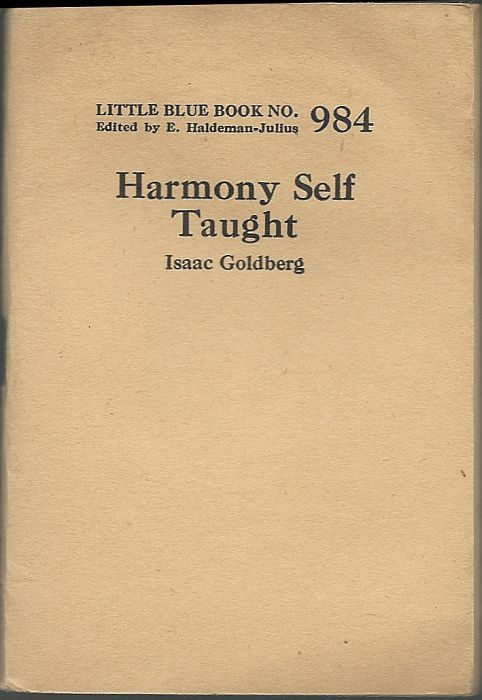 LITTLE BLUE BOOK NO. 984
Edited by E. Haldeman-Julius
Harmony Self
Taught
Isaac Goldberg